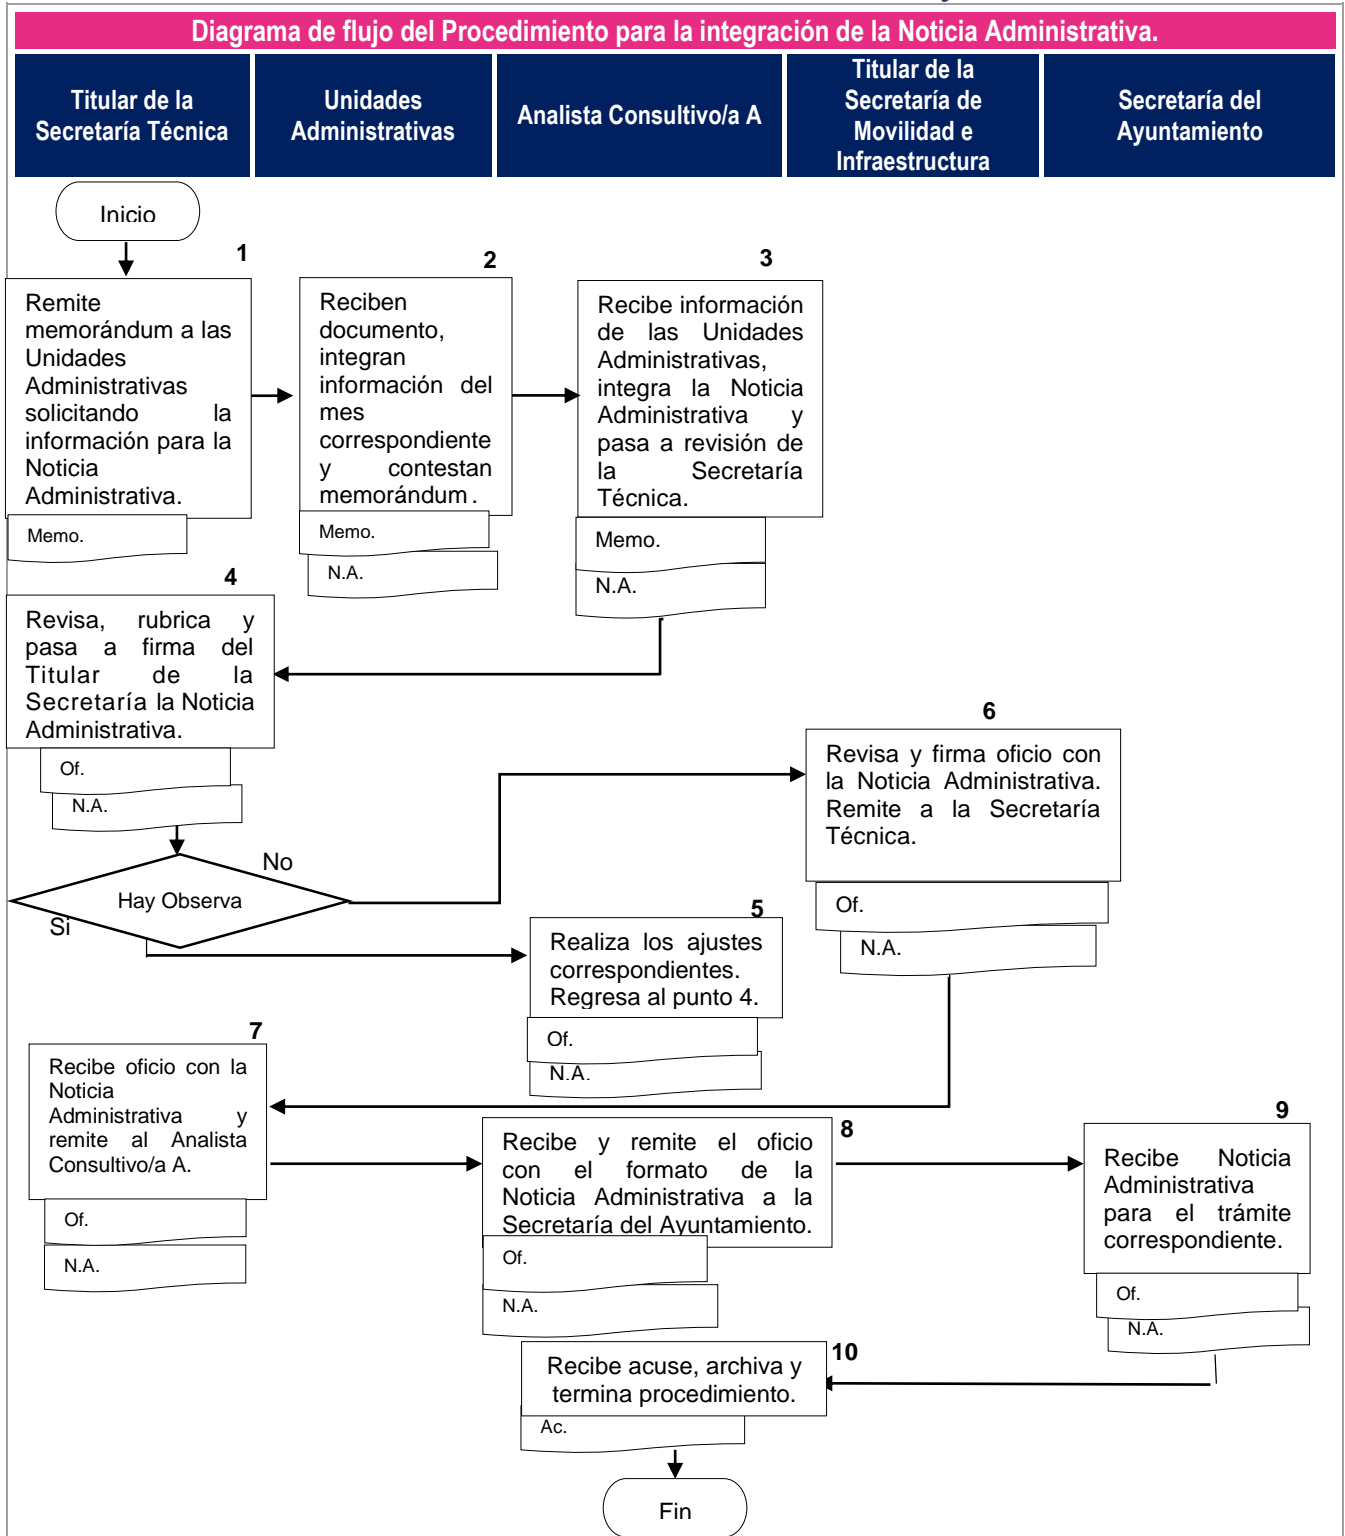 Diagrama de flujo del Procedimiento para la integración de la Noticia Administrativa.
Titular de la
Secretaría Técnica
Unidades
Administrativas
Analista Consultivo/a A
Titular de la
Secretaría de
Movilidad e
Infraestructura
Secretaría del
Ayuntamiento
Inicio
1
Remite
memorándum a las
Unidades
Administrativas
solicitando la
información para la
Noticia
Administrativa.
Memo.
2
Reciben
documento,
integran
información del
mes
correspondiente
y contestan
memorándum.
Memo.
N.A.
3
Recibe información
de las Unidades
Administrativas,
integra la Noticia
Administrativa y
pasa a revisión de
la Secretaría
Técnica.
Memo.
N.A.
4
Revisa, rubrica y
pasa a firma del
Titular de la
Secretaría la Noticia
Administrativa.
Of.
N.A.
Hay Observa
No
Si
5
Realiza los ajustes
correspondientes.
Regresa al punto 4.
Of.
N.A.
6
Revisa y firma oficio con
la Noticia Administrativa.
Remite a la Secretaría
Técnica.
Of.
N.A.
7
Recibe oficio con la
Noticia
Administrativa y
remite al Analista
Consultivo/a A.
Of.
N.A.
8
Recibe y remite el oficio
con el formato de la
Noticia Administrativa a la
Secretaría del Ayuntamiento.
Of.
N.A.
9
Recibe Noticia
Administrativa
para el trámite
correspondiente.
Of.
N.A.
10
Recibe acuse, archiva y
termina procedimiento.
Ac.
Fin